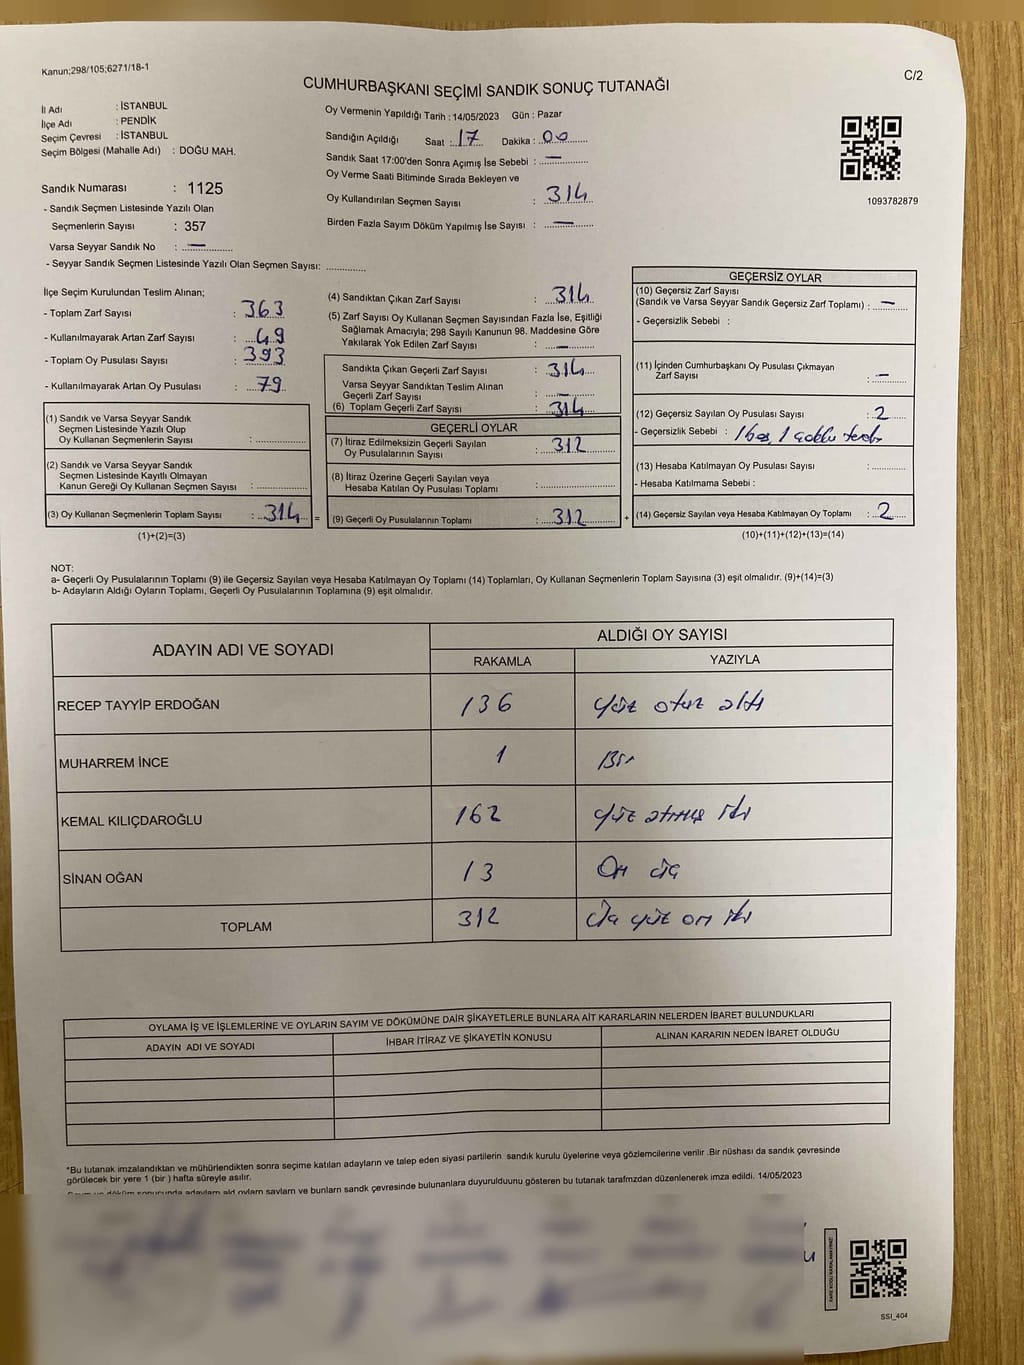 Kanun;298/105;6271/18-1
C/2
CUMHURBAŞKANI SEÇİMİ SANDIK SONUÇ TUTANAĞI
İl Adı : İSTANBUL
İlçe Adı : PENDİK
Seçim Çevresi : İSTANBUL
Seçim Bölgesi (Mahalle Adı) : DOĞU MAH.
Sandık Numarası : 1125
- Sandık Seçmen Listesinde Yazılı Olan
Seçmenlerin Sayısı : 357
Varsa Seyyar Sandık No : —
- Seyyar Sandık Seçmen Listesinde Yazılı Olan Seçmen Sayısı: ..............
Oy Vermenin Yapıldığı Tarih : 14/05/2023 Gün : Pazar
Sandığın Açıldığı Saat : 17 Dakika : 00
Sandık Saat 17:00'den Sonra Açımış İse Sebebi : —
Oy Verme Saati Bitiminde Sırada Bekleyen ve
Oy Kullandırılan Seçmen Sayısı : 314
Birden Fazla Sayım Döküm Yapılmış İse Sayısı : —
1093782879
İlçe Seçim Kurulundan Teslim Alınan;
- Toplam Zarf Sayısı : 363
- Kullanılmayarak Artan Zarf Sayısı : 49
- Toplam Oy Pusulası Sayısı : 393
- Kullanılmayarak Artan Oy Pusulası : 79
(1) Sandık ve Varsa Seyyar Sandık
Seçmen Listesinde Yazılı Olup
Oy Kullanan Seçmenlerin Sayısı : ..............
(2) Sandık ve Varsa Seyyar Sandık
Seçmen Listesinde Kayıtlı Olmayan
Kanun Gereği Oy Kullanan Seçmen Sayısı : ..............
(3) Oy Kullanan Seçmenlerin Toplam Sayısı : 314 =
(1)+(2)=(3)
(4) Sandıktan Çıkan Zarf Sayısı : 314
(5) Zarf Sayısı Oy Kullanan Seçmen Sayısından Fazla İse, Eşitliği
Sağlamak Amacıyla; 298 Sayılı Kanunun 98. Maddesine Göre
Yakılarak Yok Edilen Zarf Sayısı : —
Sandıkta Çıkan Geçerli Zarf Sayısı : 314
Varsa Seyyar Sandıktan Teslim Alınan
Geçerli Zarf Sayısı : —
(6) Toplam Geçerli Zarf Sayısı : 314
GEÇERLİ OYLAR
(7) İtiraz Edilmeksizin Geçerli Sayılan
Oy Pusulalarının Sayısı : 312
(8) İtiraz Üzerine Geçerli Sayılan veya
Hesaba Katılan Oy Pusulası Toplamı : ..............
(9) Geçerli Oy Pusulalarının Toplamı : 312 +
GEÇERSİZ OYLAR
(10) Geçersiz Zarf Sayısı
(Sandık ve Varsa Seyyar Sandık Geçersiz Zarf Toplamı) : —
- Geçersizlik Sebebi :
(11) İçinden Cumhurbaşkanı Oy Pusulası Çıkmayan
Zarf Sayısı : —
(12) Geçersiz Sayılan Oy Pusulası Sayısı : 2
- Geçersizlik Sebebi : 1 boş, 1
(13) Hesaba Katılmayan Oy Pusulası Sayısı : ..............
- Hesaba Katılmama Sebebi :
(14) Geçersiz Sayılan veya Hesaba Katılmayan Oy Toplamı : 2
(10)+(11)+(12)+(13)=(14)
NOT:
a- Geçerli Oy Pusulalarının Toplamı (9) ile Geçersiz Sayılan veya Hesaba Katılmayan Oy Toplamı (14) Toplamları, Oy Kullanan Seçmenlerin Toplam Sayısına (3) eşit olmalıdır. (9)+(14)=(3)
b- Adayların Aldığı Oyların Toplamı, Geçerli Oy Pusulalarının Toplamına (9) eşit olmalıdır.
ADAYIN ADI VE SOYADI ALDIĞI OY SAYISI
RAKAMLA YAZIYLA
RECEP TAYYİP ERDOĞAN 136 yüz otuz altı
MUHARREM İNCE 1 Bir
KEMAL KILIÇDAROĞLU 162 yüz atmış iki
SİNAN OĞAN 13 On üç
TOPLAM 312 üç yüz on iki
OYLAMA İŞ VE İŞLEMLERİNE VE OYLARIN SAYIM VE DÖKÜMÜNE DAİR ŞİKAYETLERLE BUNLARA AİT KARARLARIN NELERDEN İBARET BULUNDUKLARI
ADAYIN ADI VE SOYADI İHBAR İTİRAZ VE ŞİKAYETİN KONUSU ALINAN KARARIN NEDEN İBARET OLDUĞU
*Bu tutanak imzalandıktan ve mühürlendikten sonra seçime katılan adayların ve talep eden siyasi partilerin sandık kurulu üyelerine veya gözlemcilerine verilir .Bir nüshası da sandık çevresinde
görülecek bir yere 1 (bir ) hafta süreyle asılır.
bu tutanak tarafımızdan düzenlenerek imza edildi. 14/05/2023
SSI_404